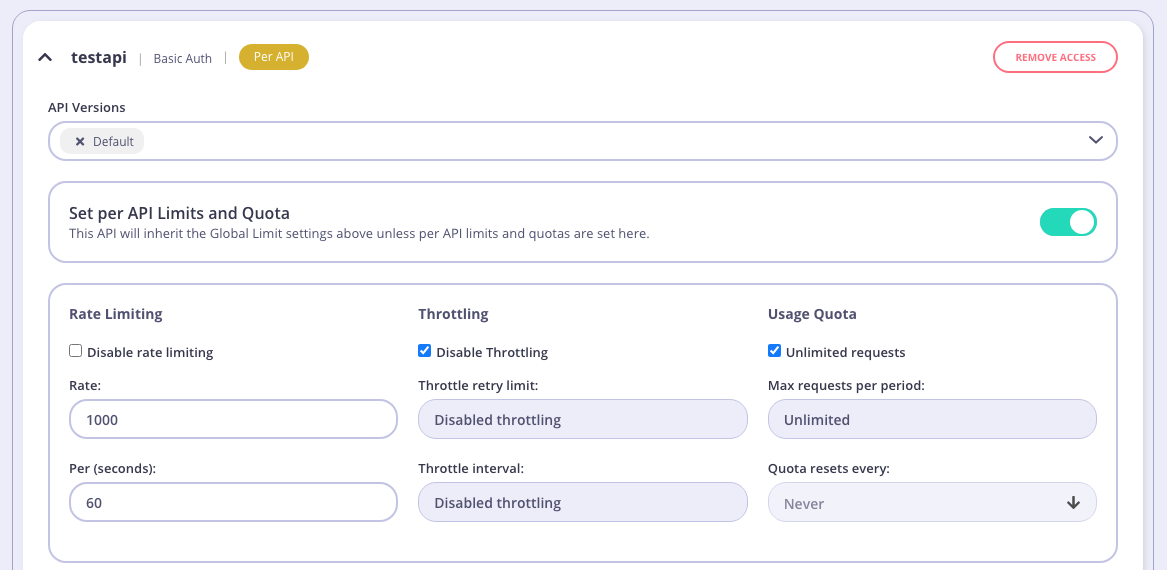 testapi | Basic Auth | Per API REMOVE ACCESS
API Versions
Default
Set per API Limits and Quota
This API will inherit the Global Limit settings above unless per API limits and quotas are set here.
Rate Limiting Throttling Usage Quota
Disable rate limiting Disable Throttling Unlimited requests
Rate: Throttle retry limit: Max requests per period:
1000 Disabled throttling Unlimited
Per (seconds): Throttle interval: Quota resets every:
60 Disabled throttling Never